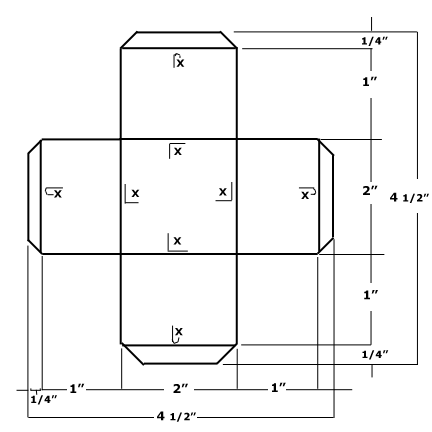 1/4"
x
1"
x
x
x
x
x
2"
4 1/2"
x
1"
x
1/4"
1" 2" 1"
1/4"
4 1/2"